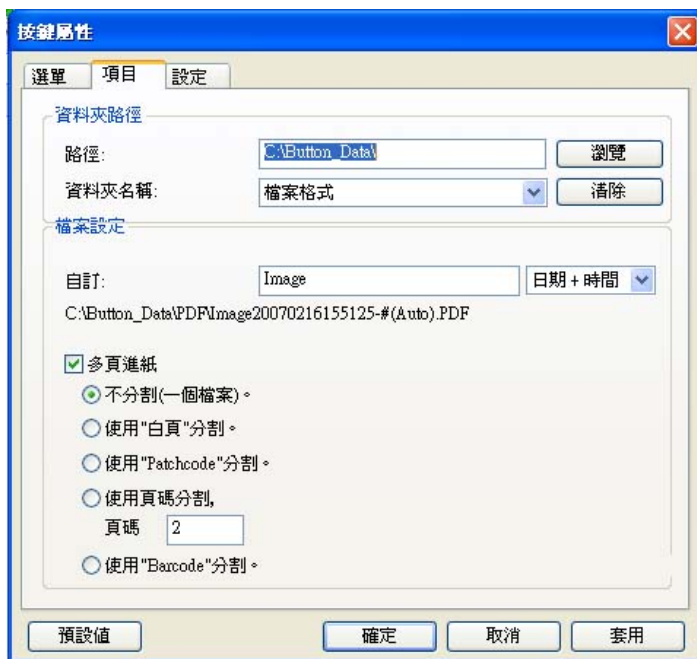 按鍵屬性
選單 項目 設定
資料夾路徑
路徑: C:\Button_Data\ 瀏覽
資料夾名稱: 檔案格式 清除
檔案設定
自訂: Image 日期 + 時間
C:\Button_Data\PDF\Image20070216155125-#(Auto).PDF
多頁進紙
不分割(一個檔案)。
使用"白頁"分割。
使用"Patchcode"分割。
使用頁碼分割,
頁碼 2
使用"Barcode"分割。
預設值 確定 取消 套用